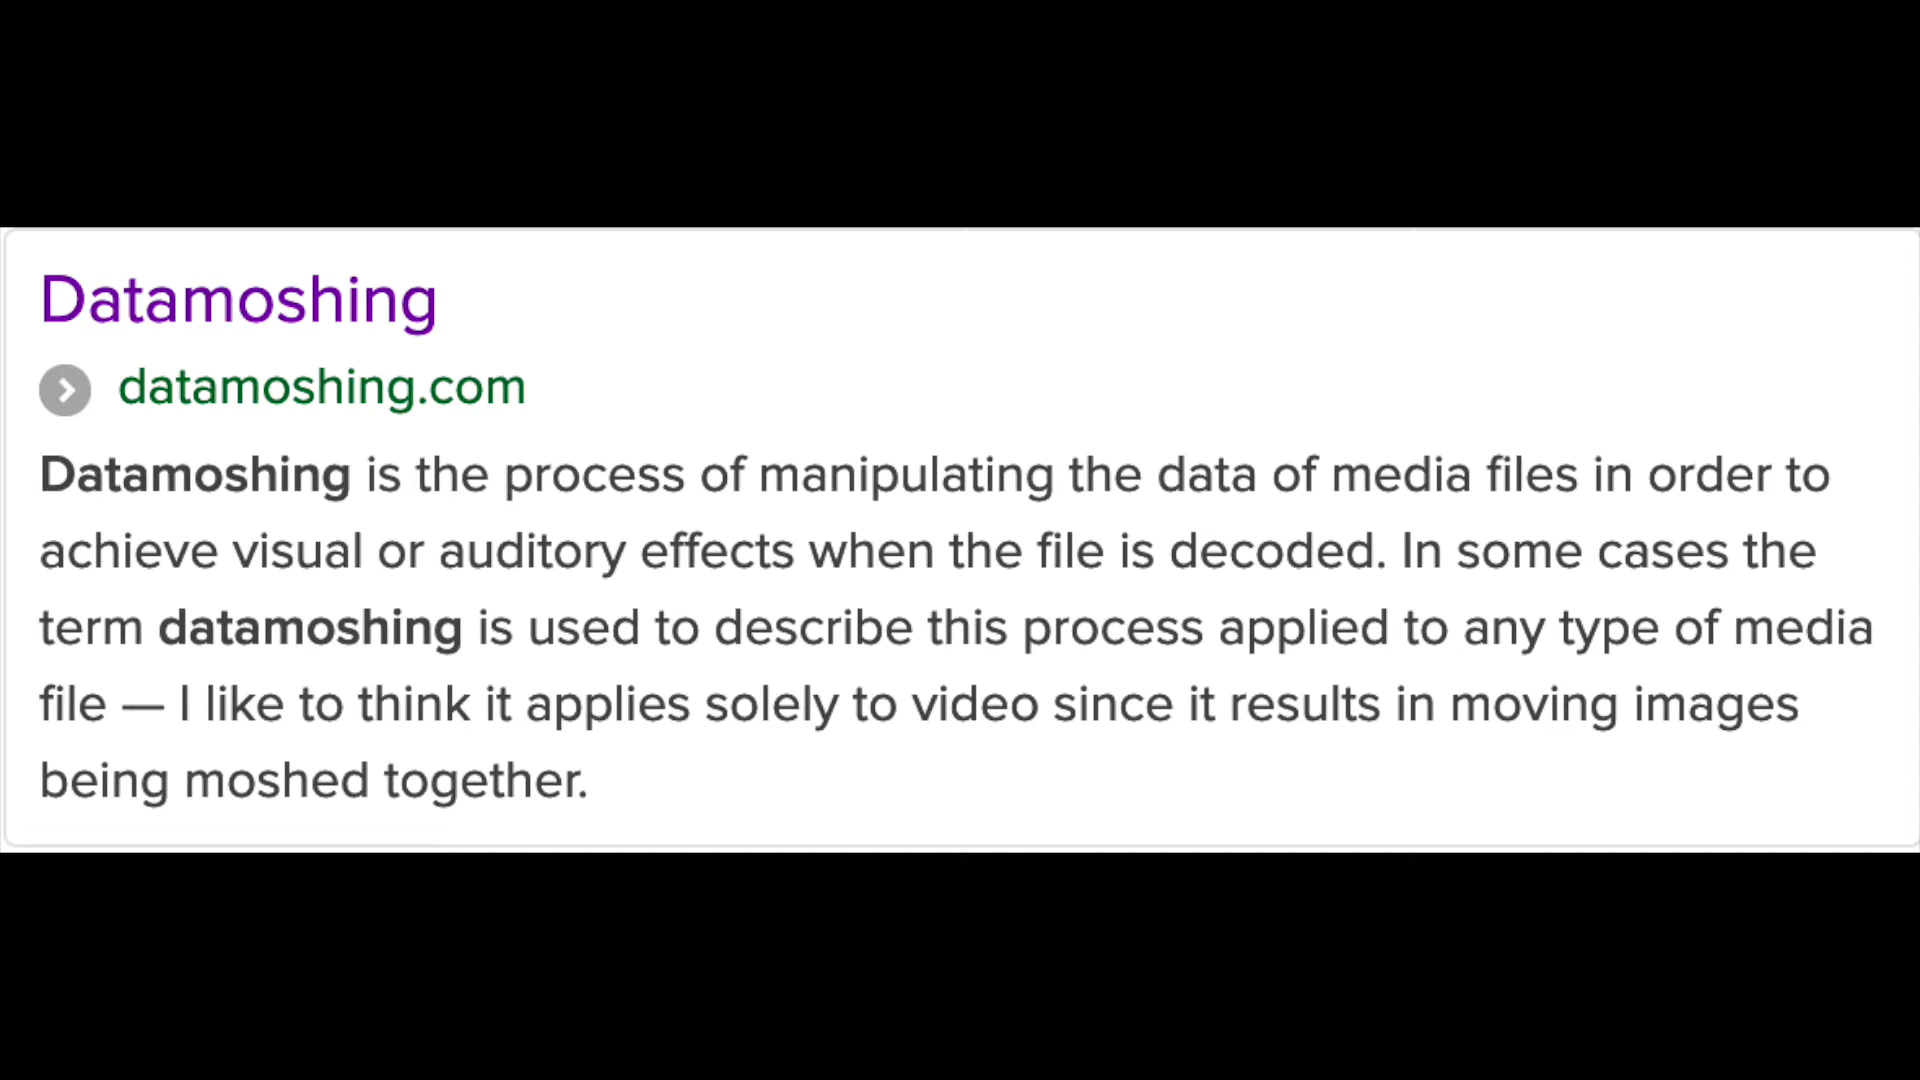 Datamoshing
datamoshing.com
Datamoshing is the process of manipulating the data of media files in order to
achieve visual or auditory effects when the file is decoded. In some cases the
term datamoshing is used to describe this process applied to any type of media
file — I like to think it applies solely to video since it results in moving images
being moshed together.